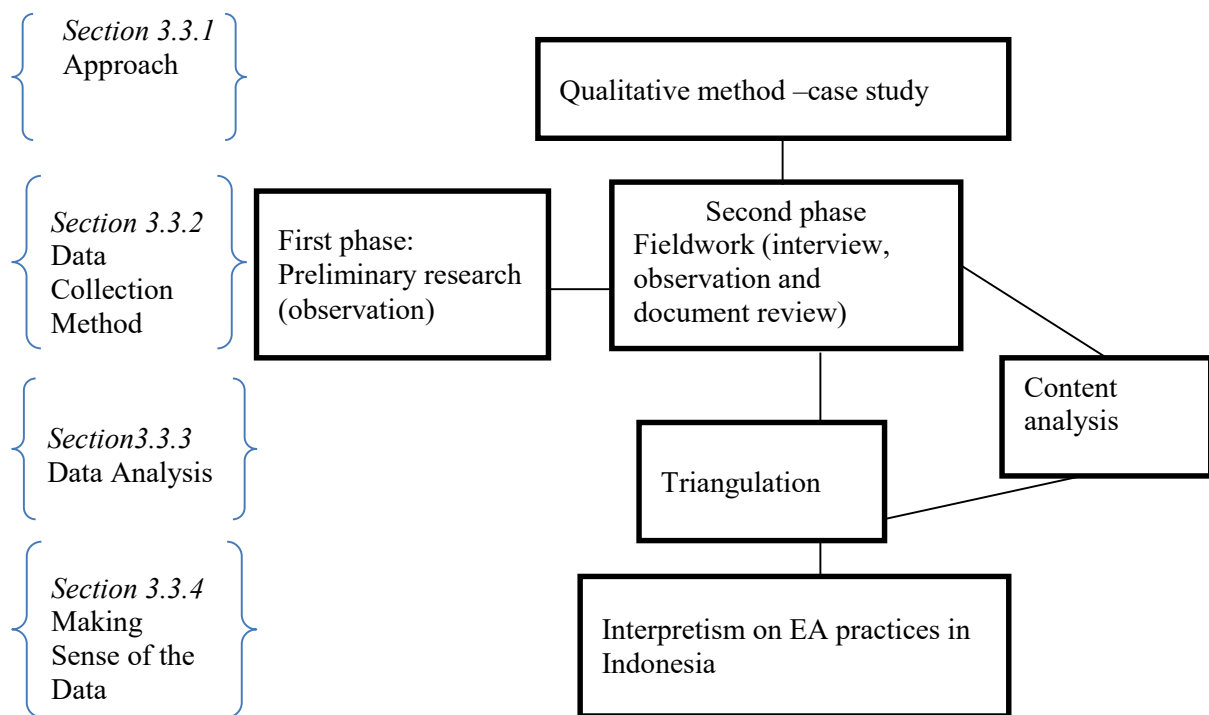 Section 3.3.1
Approach
Qualitative method –case study
Section 3.3.2
Data
Collection
Method
First phase:
Preliminary research
(observation)
Second phase
Fieldwork (interview,
observation and
document review)
Content
analysis
Section3.3.3
Data Analysis
Triangulation
Section 3.3.4
Making
Sense of the
Data
Interpretism on EA practices in
Indonesia